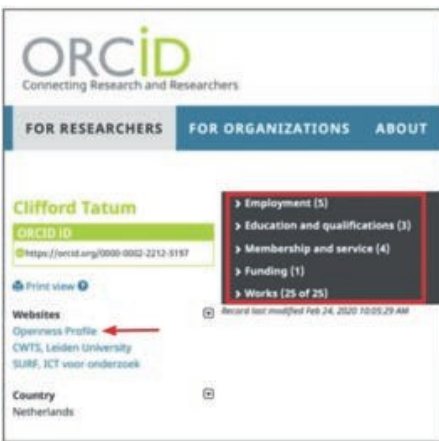 ORCiD
Connecting Research and Researchers
FOR RESEARCHERS FOR ORGANIZATIONS ABOUT
Clifford Tatum
ORCID ID
https://orcid.org/0000-0002-2212-3197
Print view
Websites
Openness Profile
CWTS, Leiden University
SURF, ICT voor onderzoek
Country
Netherlands
> Employment (5)
> Education and qualifications (3)
> Membership and service (4)
> Funding (1)
> Works (25 of 25)
Record last modified Feb 24, 2020 10:05:29 AM